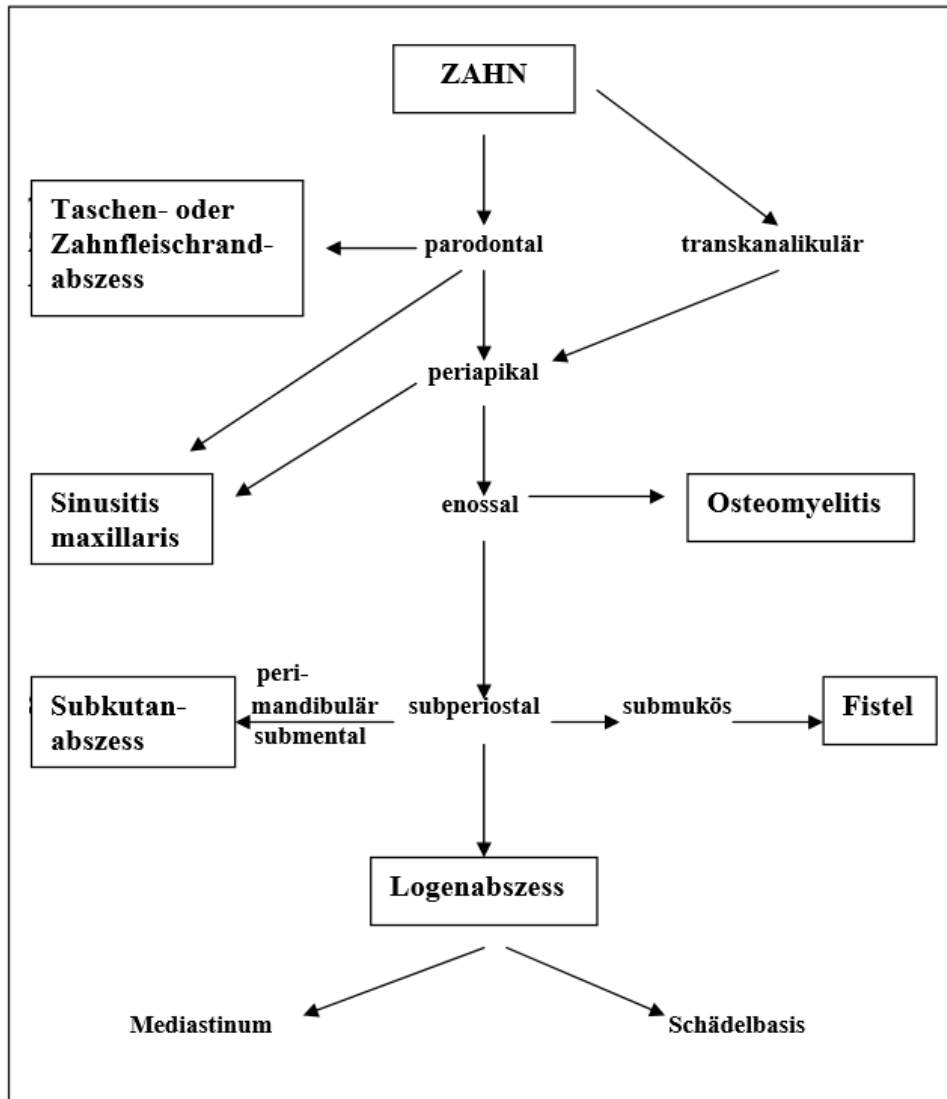 ZAHN
Taschen- oder
Zahnfleischrand-
abszess
parodontal
transkanalikulär
periapikal
Sinusitis
maxillaris
enossal
Osteomyelitis
Subkutan-
abszess
peri-
mandibulär
submental
subperiostal
submukös
Fistel
Logenabszess
Mediastinum
Schädelbasis